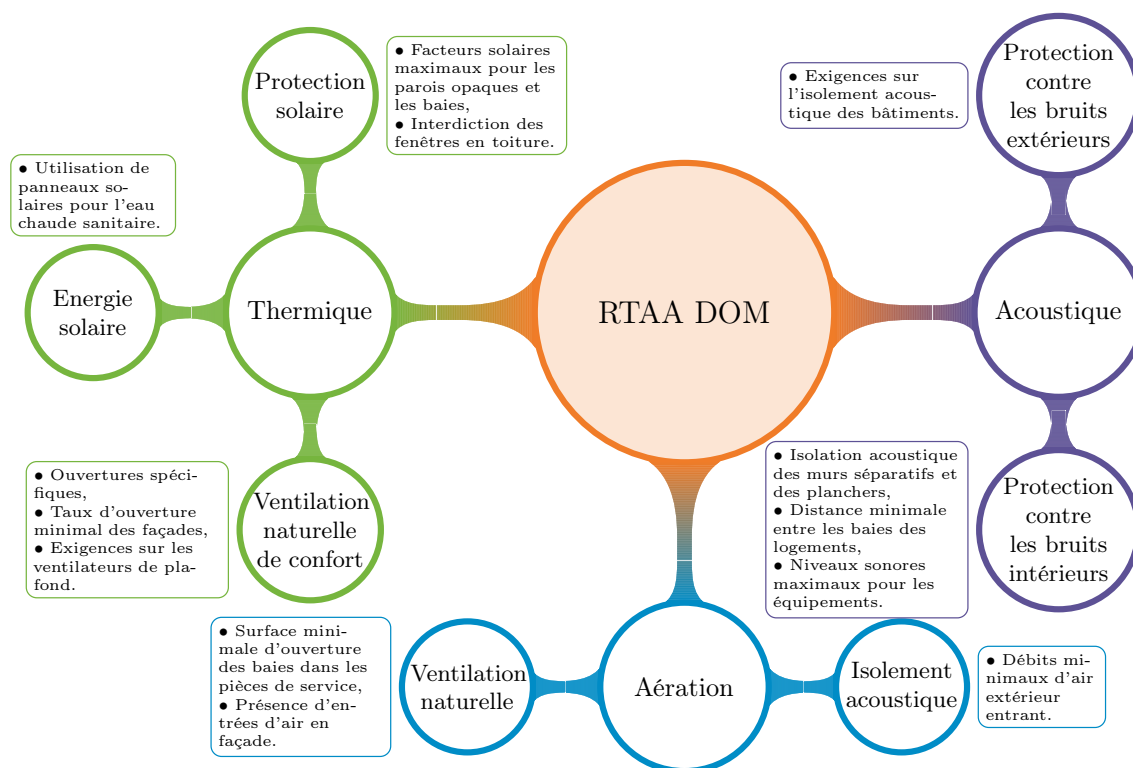 Protection
solaire
● Facteurs solaires
maximaux pour les
parois opaques et
les baies,
● Interdiction des
fenêtres en toiture.
● Exigences sur
l'isolement acous-
tique des bâtiments.
Protection
contre
les bruits
extérieurs
● Utilisation de
panneaux so-
laires pour l'eau
chaude sanitaire.
Energie
solaire
Thermique
RTAA DOM
Acoustique
● Ouvertures spéci-
fiques,
● Taux d'ouverture
minimal des façades,
● Exigences sur les
ventilateurs de pla-
fond.
Ventilation
naturelle
de confort
● Isolation acoustique
des murs séparatifs et
des planchers,
● Distance minimale
entre les baies des
logements,
● Niveaux sonores
maximaux pour les
équipements.
Protection
contre
les bruits
intérieurs
● Surface mini-
male d'ouverture
des baies dans les
pièces de service,
● Présence d'en-
trées d'air en
façade.
Ventilation
naturelle
Aération
Isolement
acoustique
● Débits mi-
nimaux d'air
extérieur
entrant.